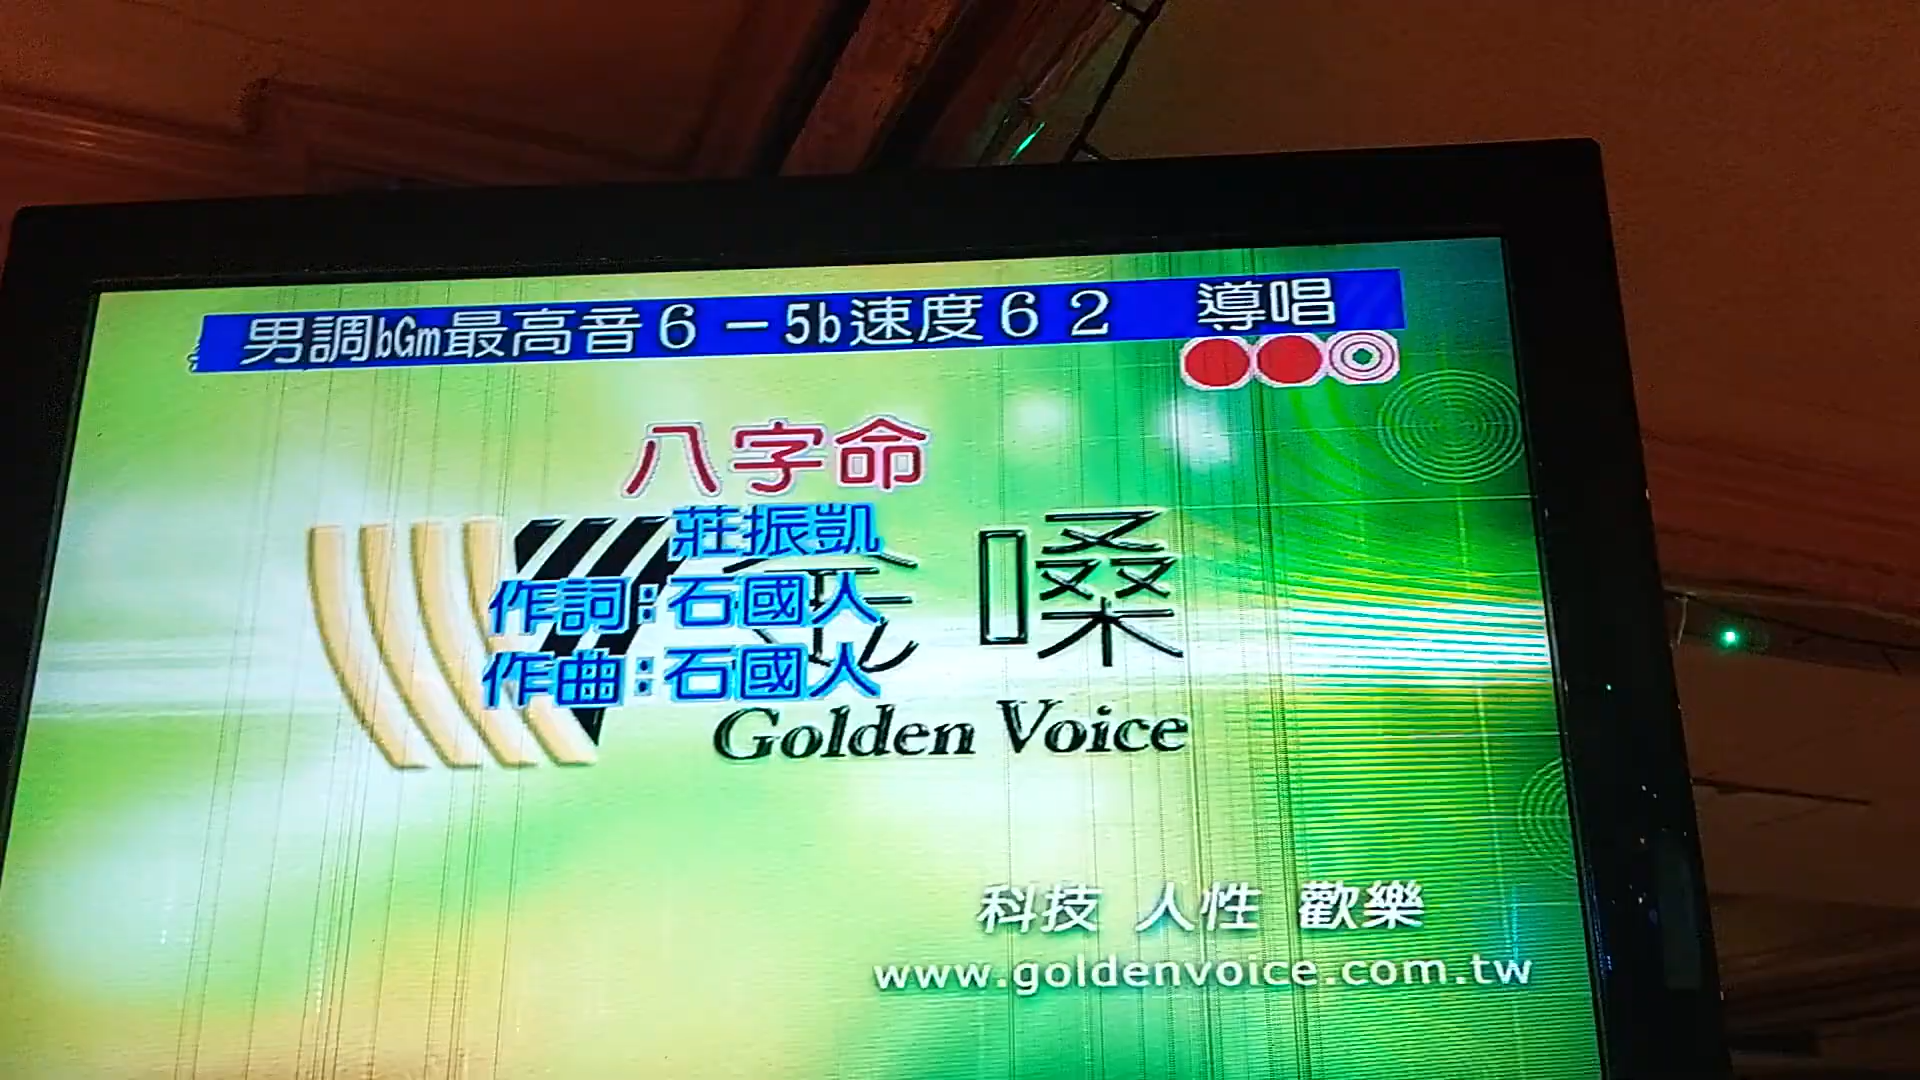 男調bGm最高音6－5b速度62 導唱
八字命
莊振凱
作詞:石國人
作曲:石國人
嗓
Golden Voice
科技 人性 歡樂
www.goldenvoice.com.tw